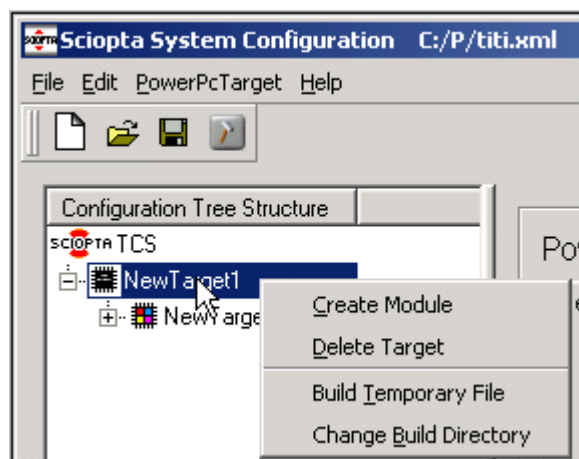 SCIOPTA Sciopta System Configuration C:/P/titi.xml
File Edit PowerPcTarget Help
Configuration Tree Structure
SCIOPTA TCS
NewTarget1
Create Module
Delete Target
Build Temporary File
Change Build Directory